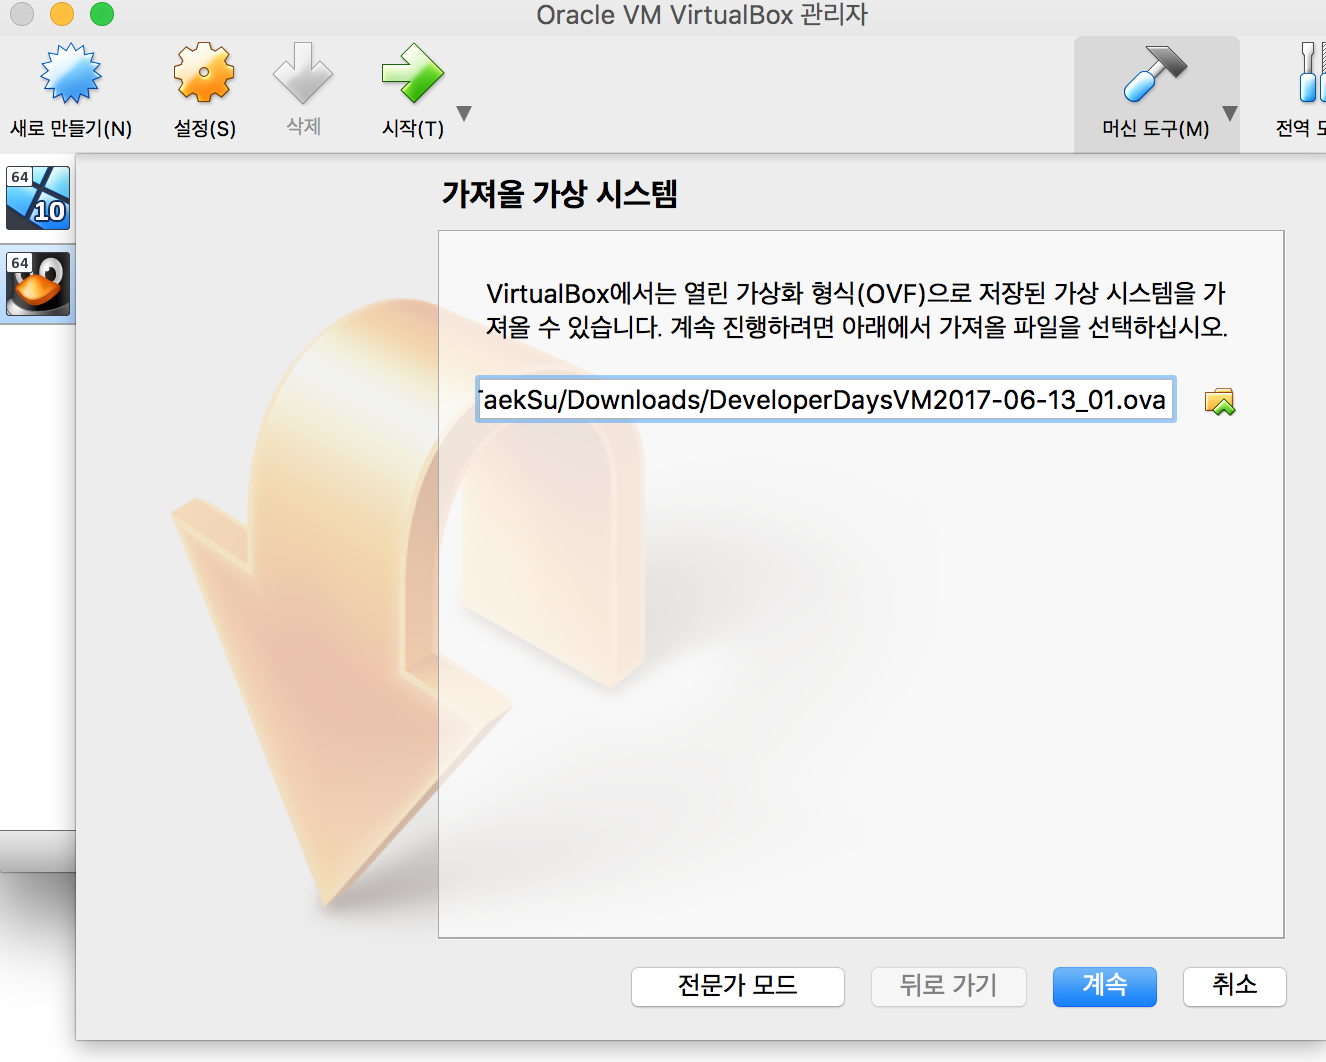 Oracle VM VirtualBox 관리자
새로 만들기(N)
설정(S)
삭제
시작(T)
머신 도구(M)
전역
64
10
64
가져올 가상 시스템
VirtualBox에서는 열린 가상화 형식(OVF)으로 저장된 가상 시스템을 가
져올 수 있습니다. 계속 진행하려면 아래에서 가져올 파일을 선택하십시오.
aekSu/Downloads/DeveloperDaysVM2017-06-13_01.ova
전문가 모드
뒤로 가기
계속
취소